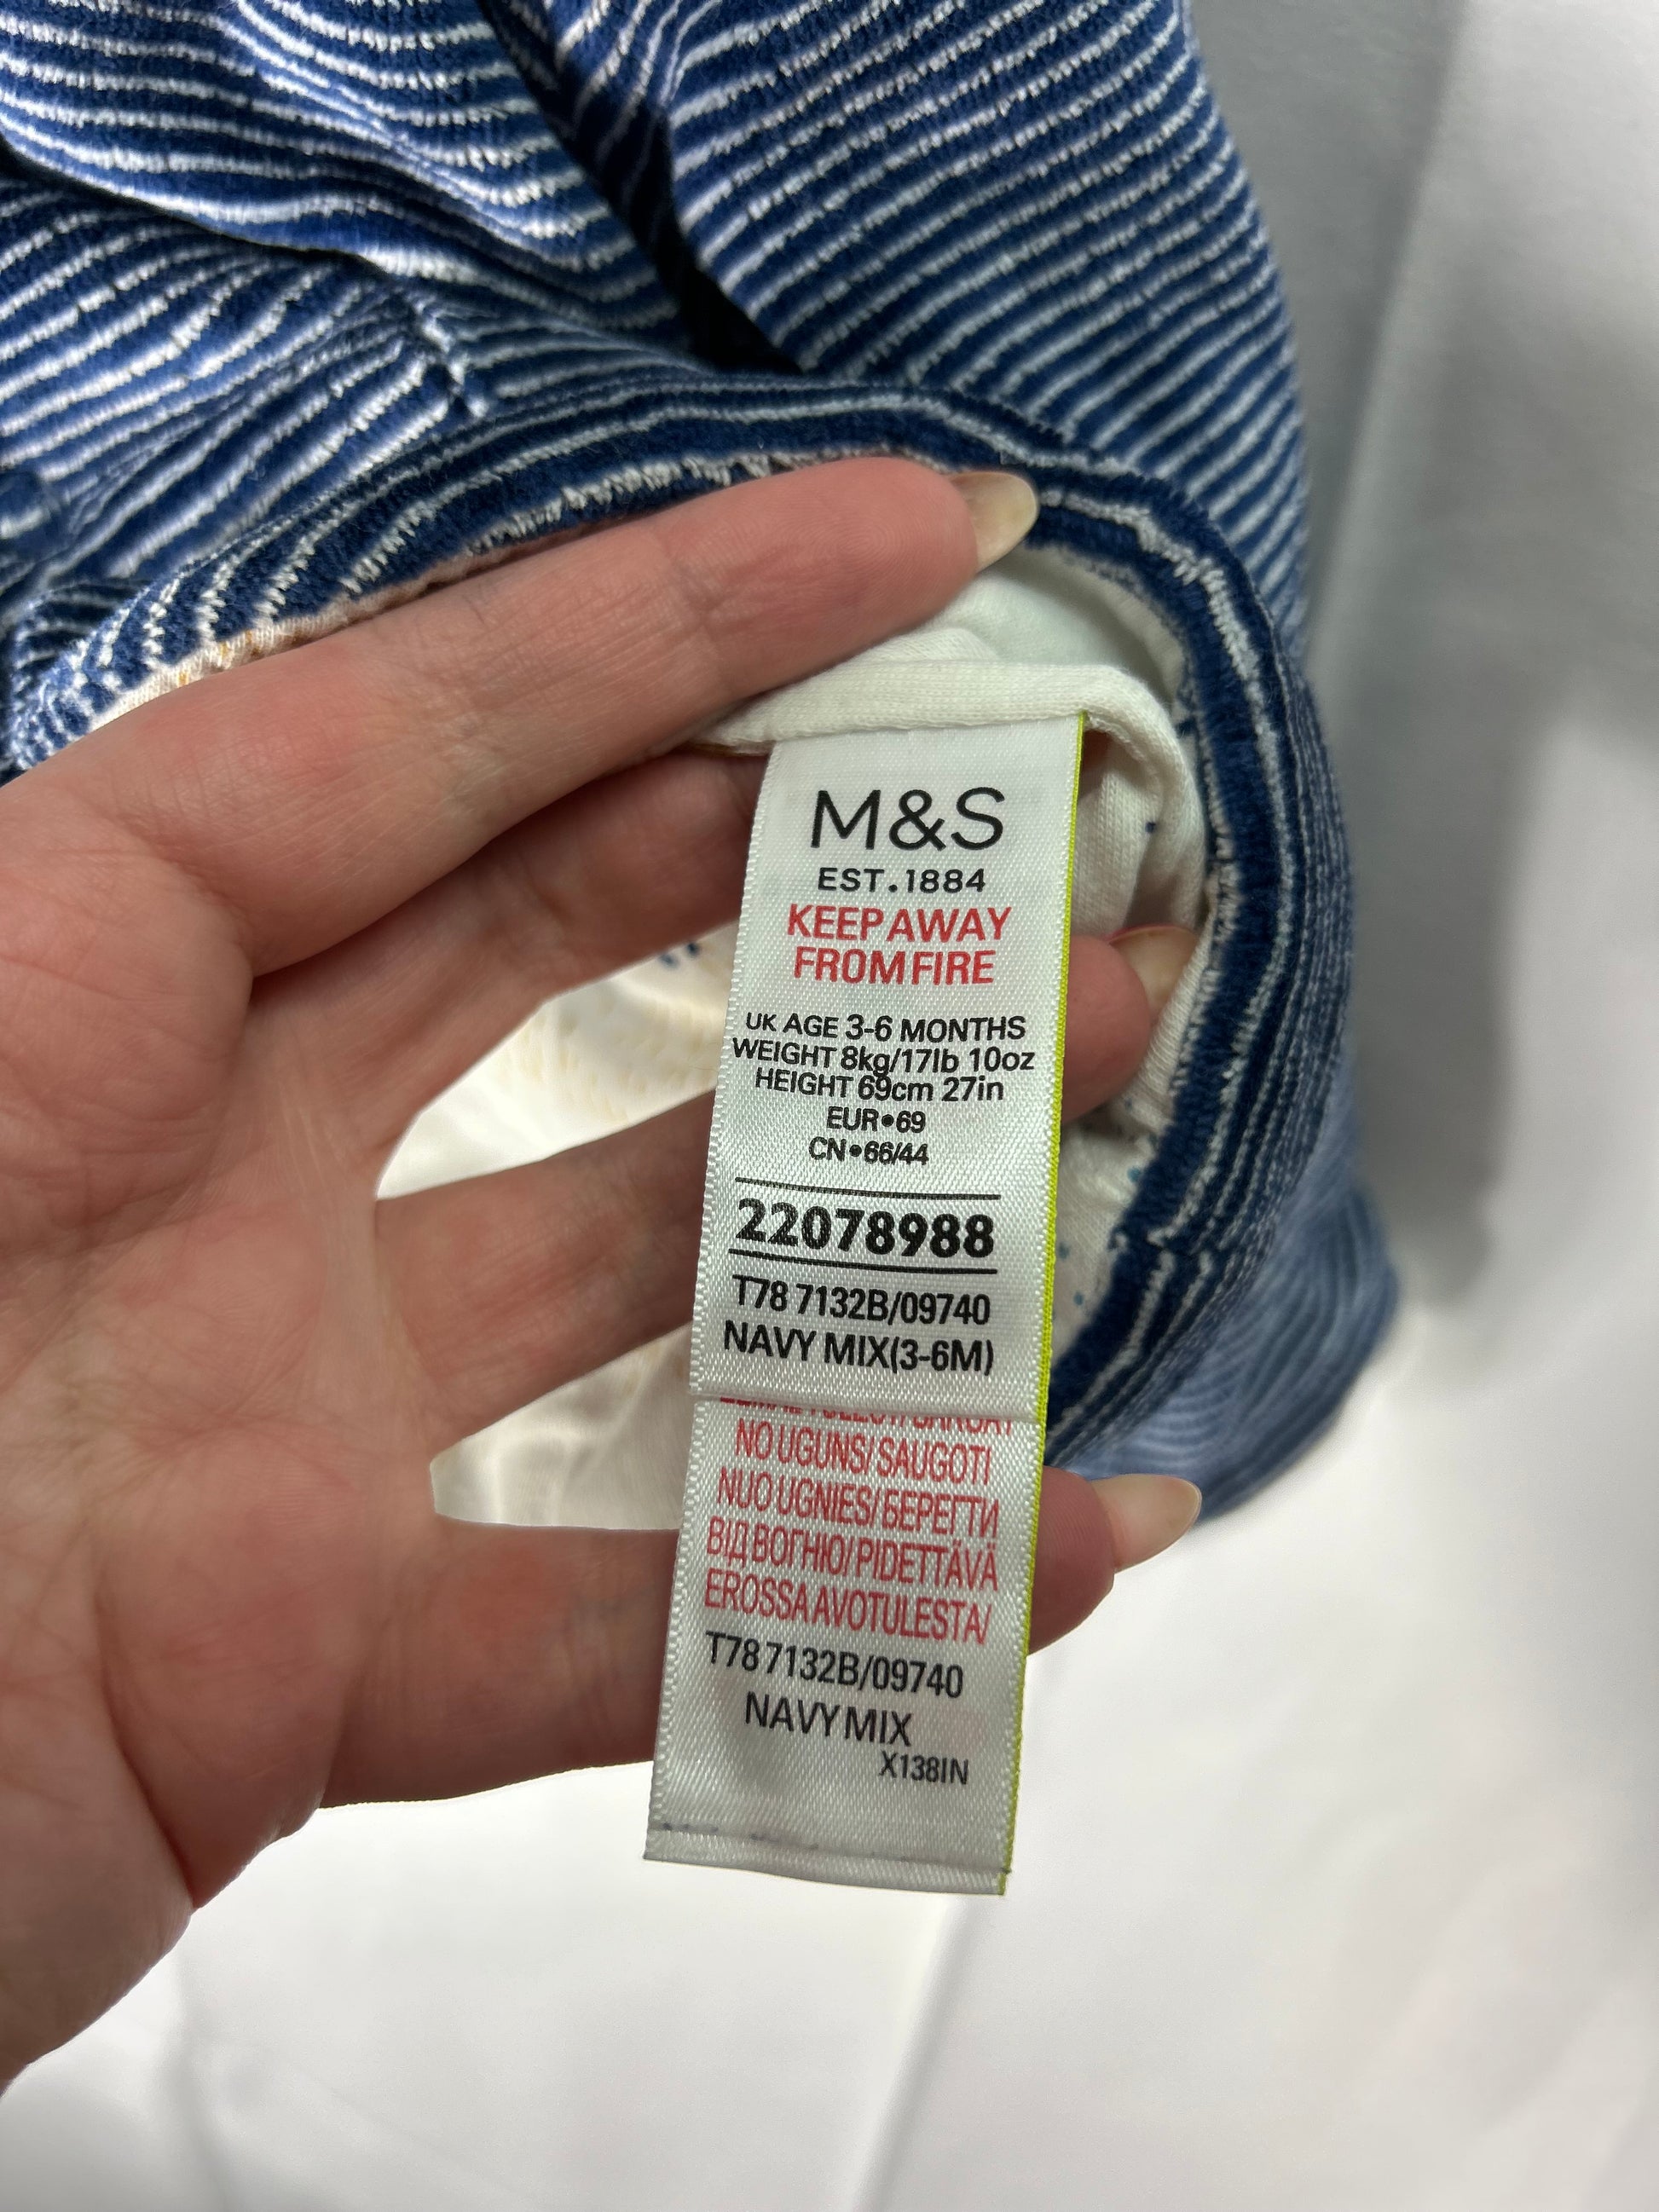 M&S
EST.1884
KEEP AWAY
FROM FIRE
UK AGE 3-6 MONTHS
WEIGHT 8kg/17lb 10oz
HEIGHT 69cm 27in
EUR•69
CN•66/44
22078988
T78 7132B/09740
NAVY MIX(3-6M)
NO UGUNS/ SAUGOTI
NUO UGNIES/ БЕРЕГТИ
ВІД ВОГНЮ/ PIDETTÄVÄ
EROSSA AVOTULESTA/
T78 7132B/09740
NAVY MIX
X138IN